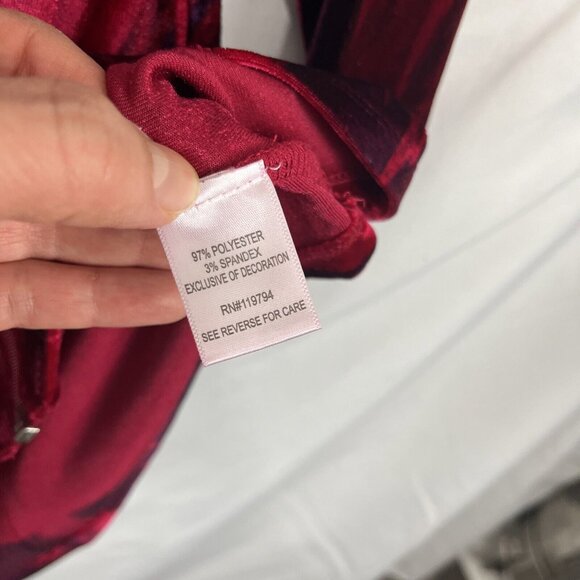 97% POLYESTER
3% SPANDEX
EXCLUSIVE OF DECORATION
RN#119794
SEE REVERSE FOR CARE